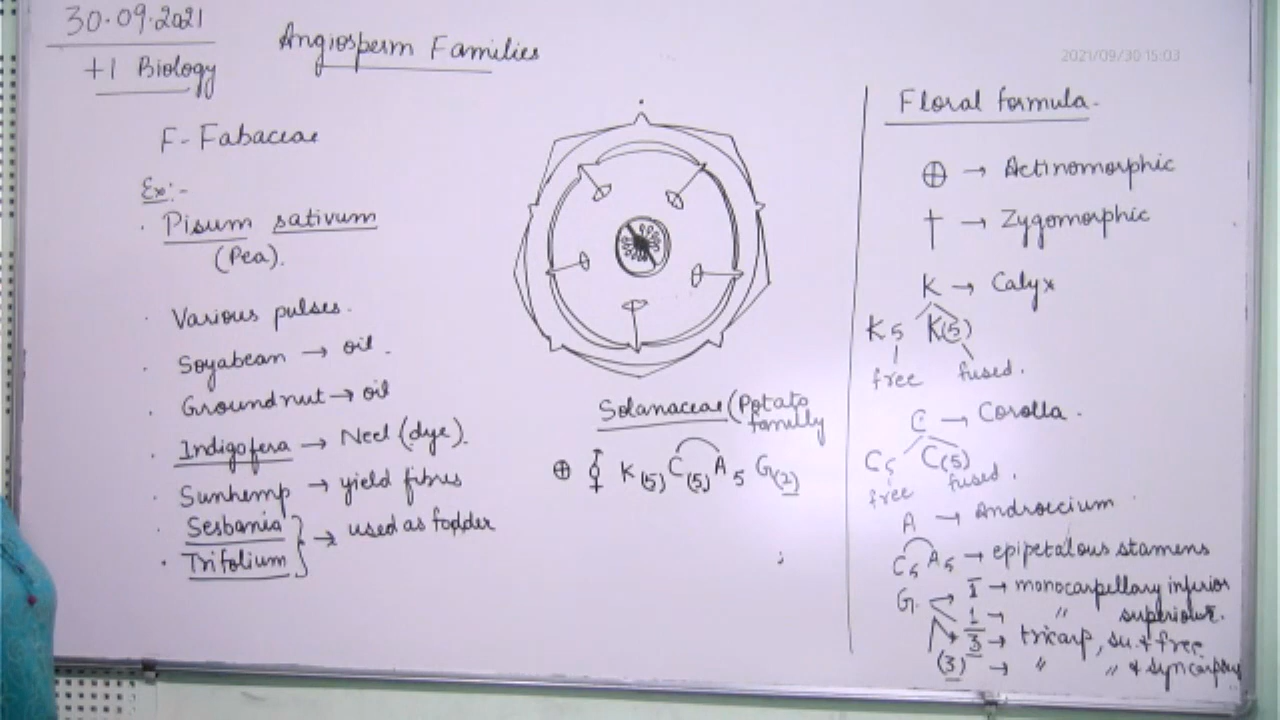 30.09.2021
+1 Biology
Angiosperm Families
2021/09/30 15:03
F- Fabaceae
Ex:-
. Pisum sativum
(Pea).
. Various pulses.
. Soyabean → oil.
. Groundnut → oil
. Indigofera → Neel (dye).
Sunhemp → yield fibres
. Sesbania
. Trifolium } → used as fodder
Solanaceae (Potato
familly
⊕ ⚥ K(5) C(5) A5 G(2)
Floral formula-
⊕ → Actinomorphic
† → Zygomorphic
K → Calyx
K5 K(5)
free fused.
C → Corolla.
C5 C(5)
free fused.
A → Androecium
C5 A5 → epipetalous stamens
G → 1 → monocarpellary inferior
1 → " superiour.
3 → tricarp, su. & free
(3) → " " & syncarpay